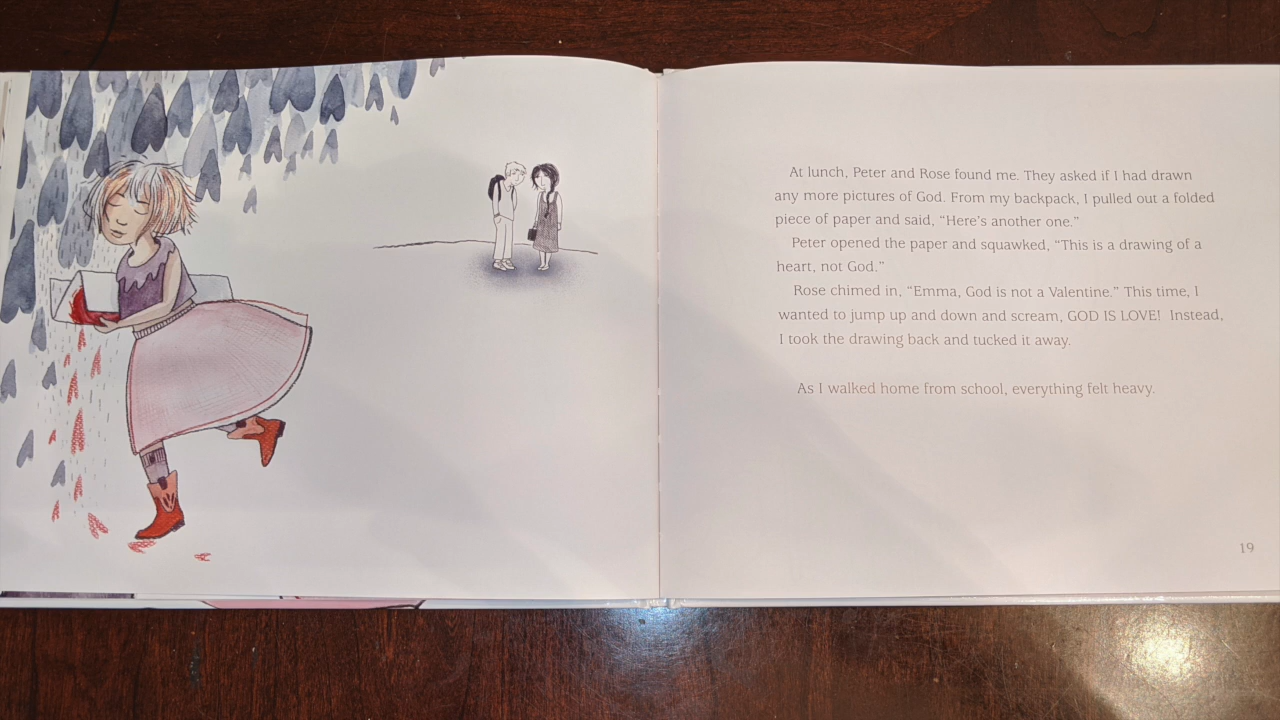 At lunch, Peter and Rose found me. They asked if I had drawn
any more pictures of God. From my backpack, I pulled out a folded
piece of paper and said, “Here’s another one.”
Peter opened the paper and squawked, “This is a drawing of a
heart, not God.”
Rose chimed in, “Emma, God is not a Valentine.” This time, I
wanted to jump up and down and scream, GOD IS LOVE! Instead,
I took the drawing back and tucked it away.
As I walked home from school, everything felt heavy.
19